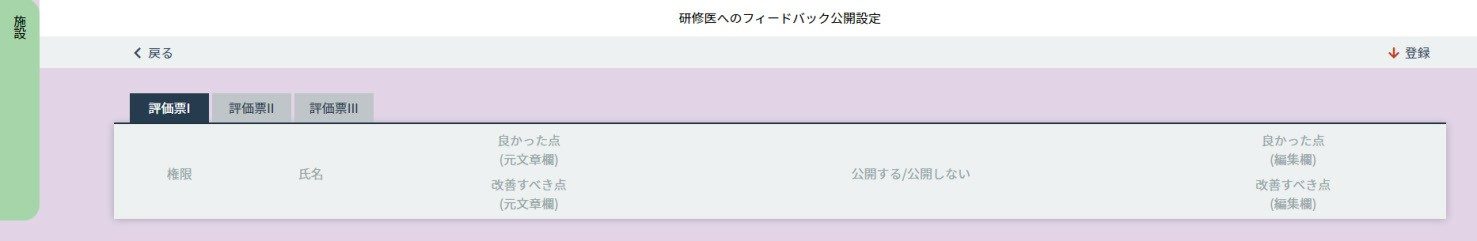 施設
研修医へのフィードバック公開設定
戻る
登録
評価票I
評価票II
評価票III
権限
氏名
良かった点
(元文章欄)
改善すべき点
(元文章欄)
公開する/公開しない
良かった点
(編集欄)
改善すべき点
(編集欄)